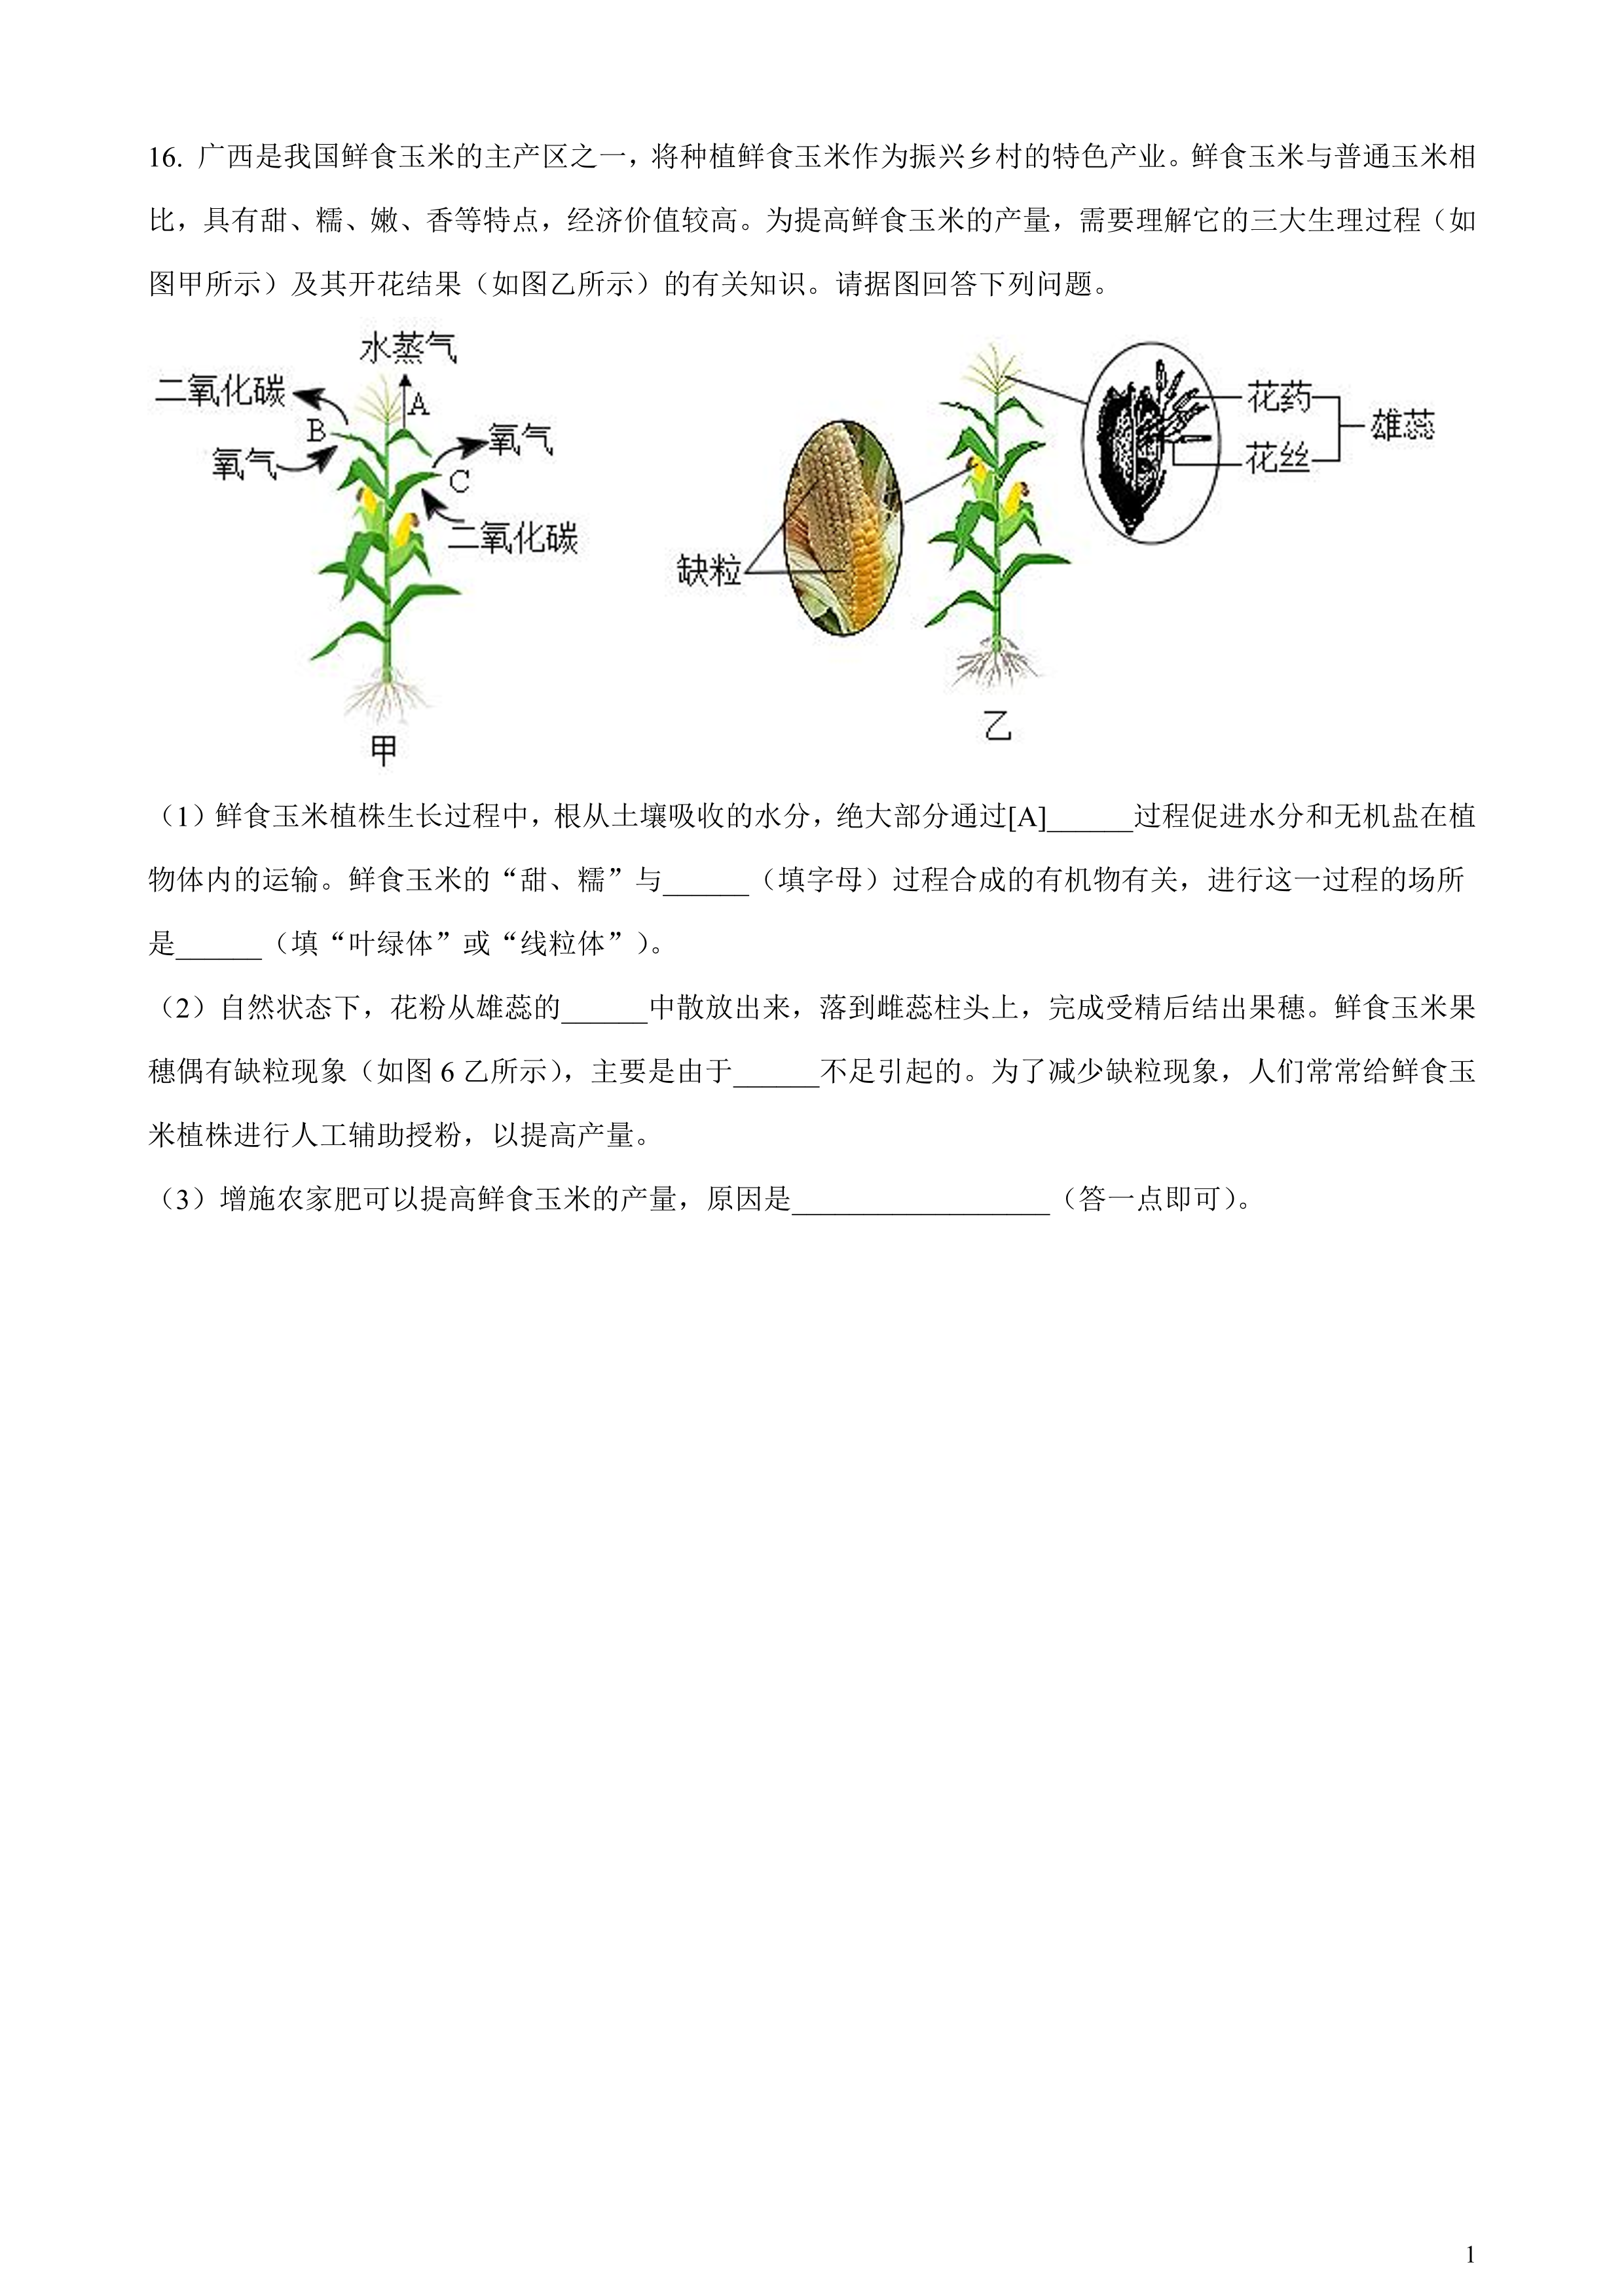 16. 广西是我国鲜食玉米的主产区之一，将种植鲜食玉米作为振兴乡村的特色产业。鲜食玉米与普通玉米相
比，具有甜、糯、嫩、香等特点，经济价值较高。为提高鲜食玉米的产量，需要理解它的三大生理过程（如
图甲所示）及其开花结果（如图乙所示）的有关知识。请据图回答下列问题。
水蒸气
二氧化碳
A
B
氧气
氧气
C
二氧化碳
甲
缺粒
花药
花丝
雄蕊
乙
（1）鲜食玉米植株生长过程中，根从土壤吸收的水分，绝大部分通过[A]______过程促进水分和无机盐在植
物体内的运输。鲜食玉米的“甜、糯”与______（填字母）过程合成的有机物有关，进行这一过程的场所
是______（填“叶绿体”或“线粒体”）。
（2）自然状态下，花粉从雄蕊的______中散放出来，落到雌蕊柱头上，完成受精后结出果穗。鲜食玉米果
穗偶有缺粒现象（如图 6 乙所示），主要是由于______不足引起的。为了减少缺粒现象，人们常常给鲜食玉
米植株进行人工辅助授粉，以提高产量。
（3）增施农家肥可以提高鲜食玉米的产量，原因是__________________（答一点即可）。
1